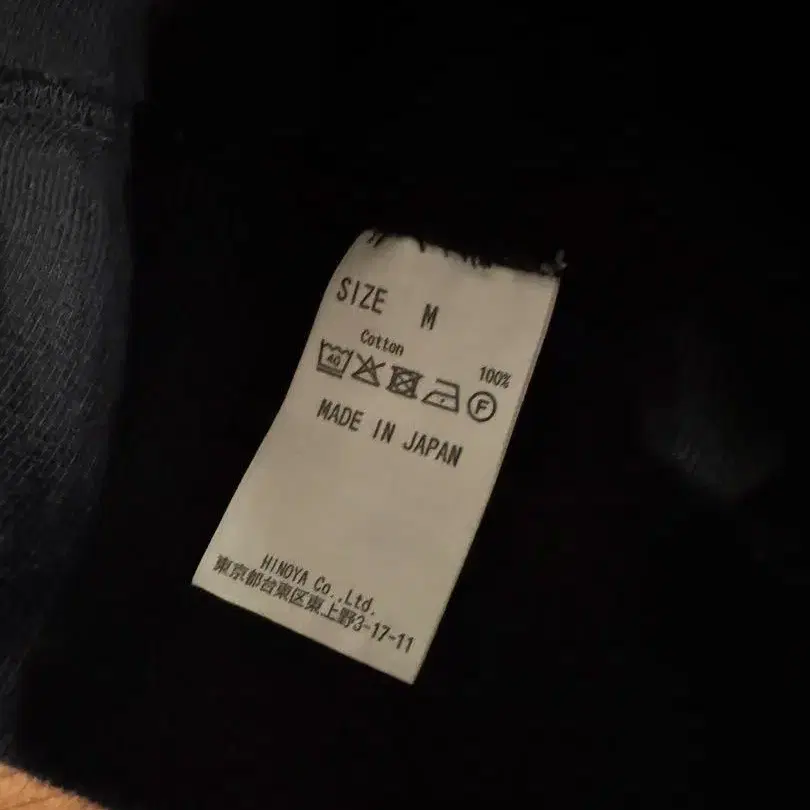 SIZE M
Cotton 100%
40 F
MADE IN JAPAN
HINOYA Co.,Ltd.
東京都台東区東上野3-17-11